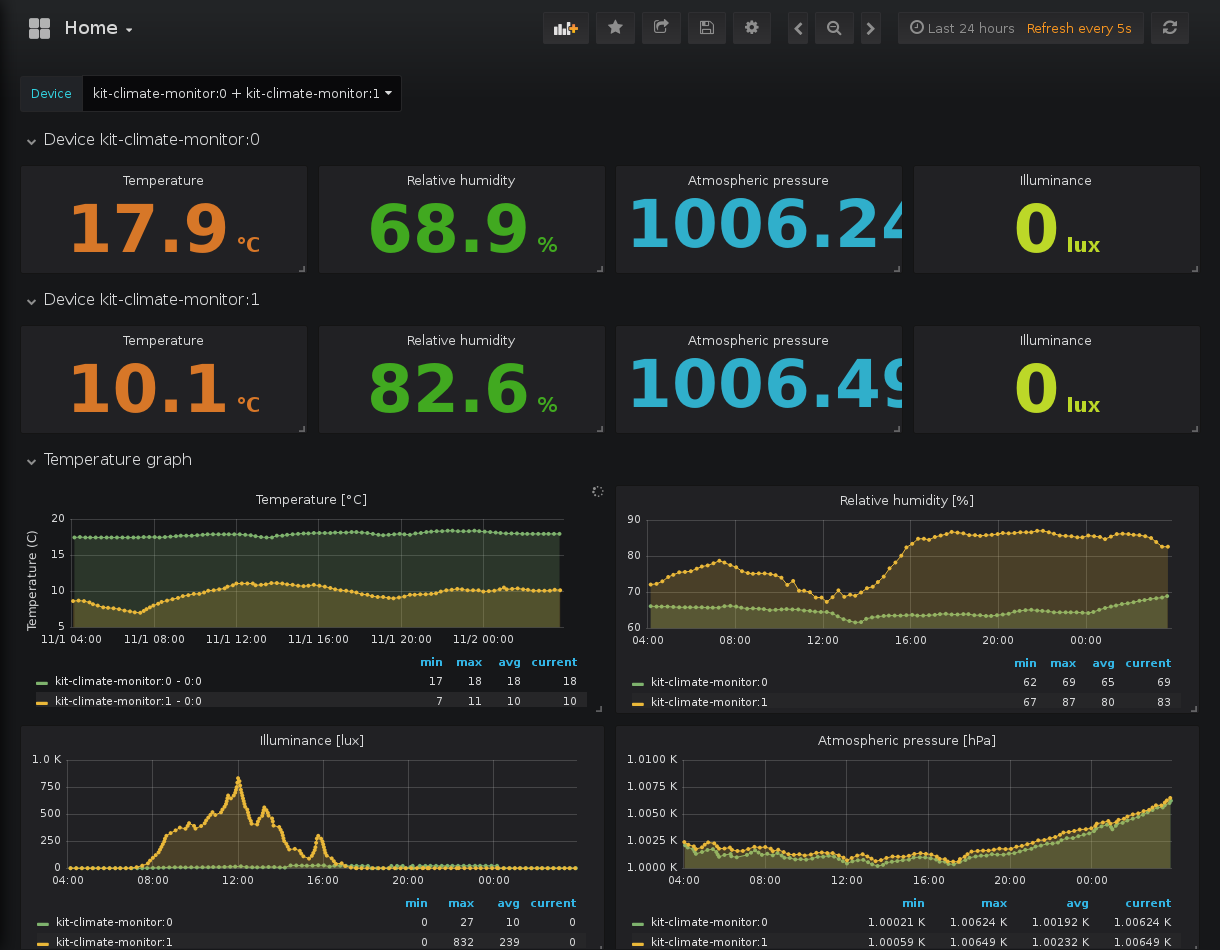 Home
Last 24 hours Refresh every 5s
Device kit-climate-monitor:0 + kit-climate-monitor:1
Device kit-climate-monitor:0
Temperature Relative humidity Atmospheric pressure Illuminance
17.9 °C 68.9 % 1006.24 0 lux
Device kit-climate-monitor:1
Temperature Relative humidity Atmospheric pressure Illuminance
10.1 °C 82.6 % 1006.49 0 lux
Temperature graph
Temperature [°C]
Temperature (C)
20
15
10
5
11/1 04:00 11/1 08:00 11/1 12:00 11/1 16:00 11/1 20:00 11/2 00:00
min max avg current
kit-climate-monitor:0 - 0:0 17 18 18 18
kit-climate-monitor:1 - 0:0 7 11 10 10
Relative humidity [%]
90
80
70
60
04:00 08:00 12:00 16:00 20:00 00:00
min max avg current
kit-climate-monitor:0 62 69 65 69
kit-climate-monitor:1 67 87 80 83
Illuminance [lux]
1.0 K
750
500
250
0
04:00 08:00 12:00 16:00 20:00 00:00
min max avg current
kit-climate-monitor:0 0 27 10 0
kit-climate-monitor:1 0 832 239 0
Atmospheric pressure [hPa]
1.0100 K
1.0075 K
1.0050 K
1.0025 K
1.0000 K
04:00 08:00 12:00 16:00 20:00 00:00
min max avg current
kit-climate-monitor:0 1.00021 K 1.00624 K 1.00192 K 1.00624 K
kit-climate-monitor:1 1.00059 K 1.00649 K 1.00232 K 1.00649 K